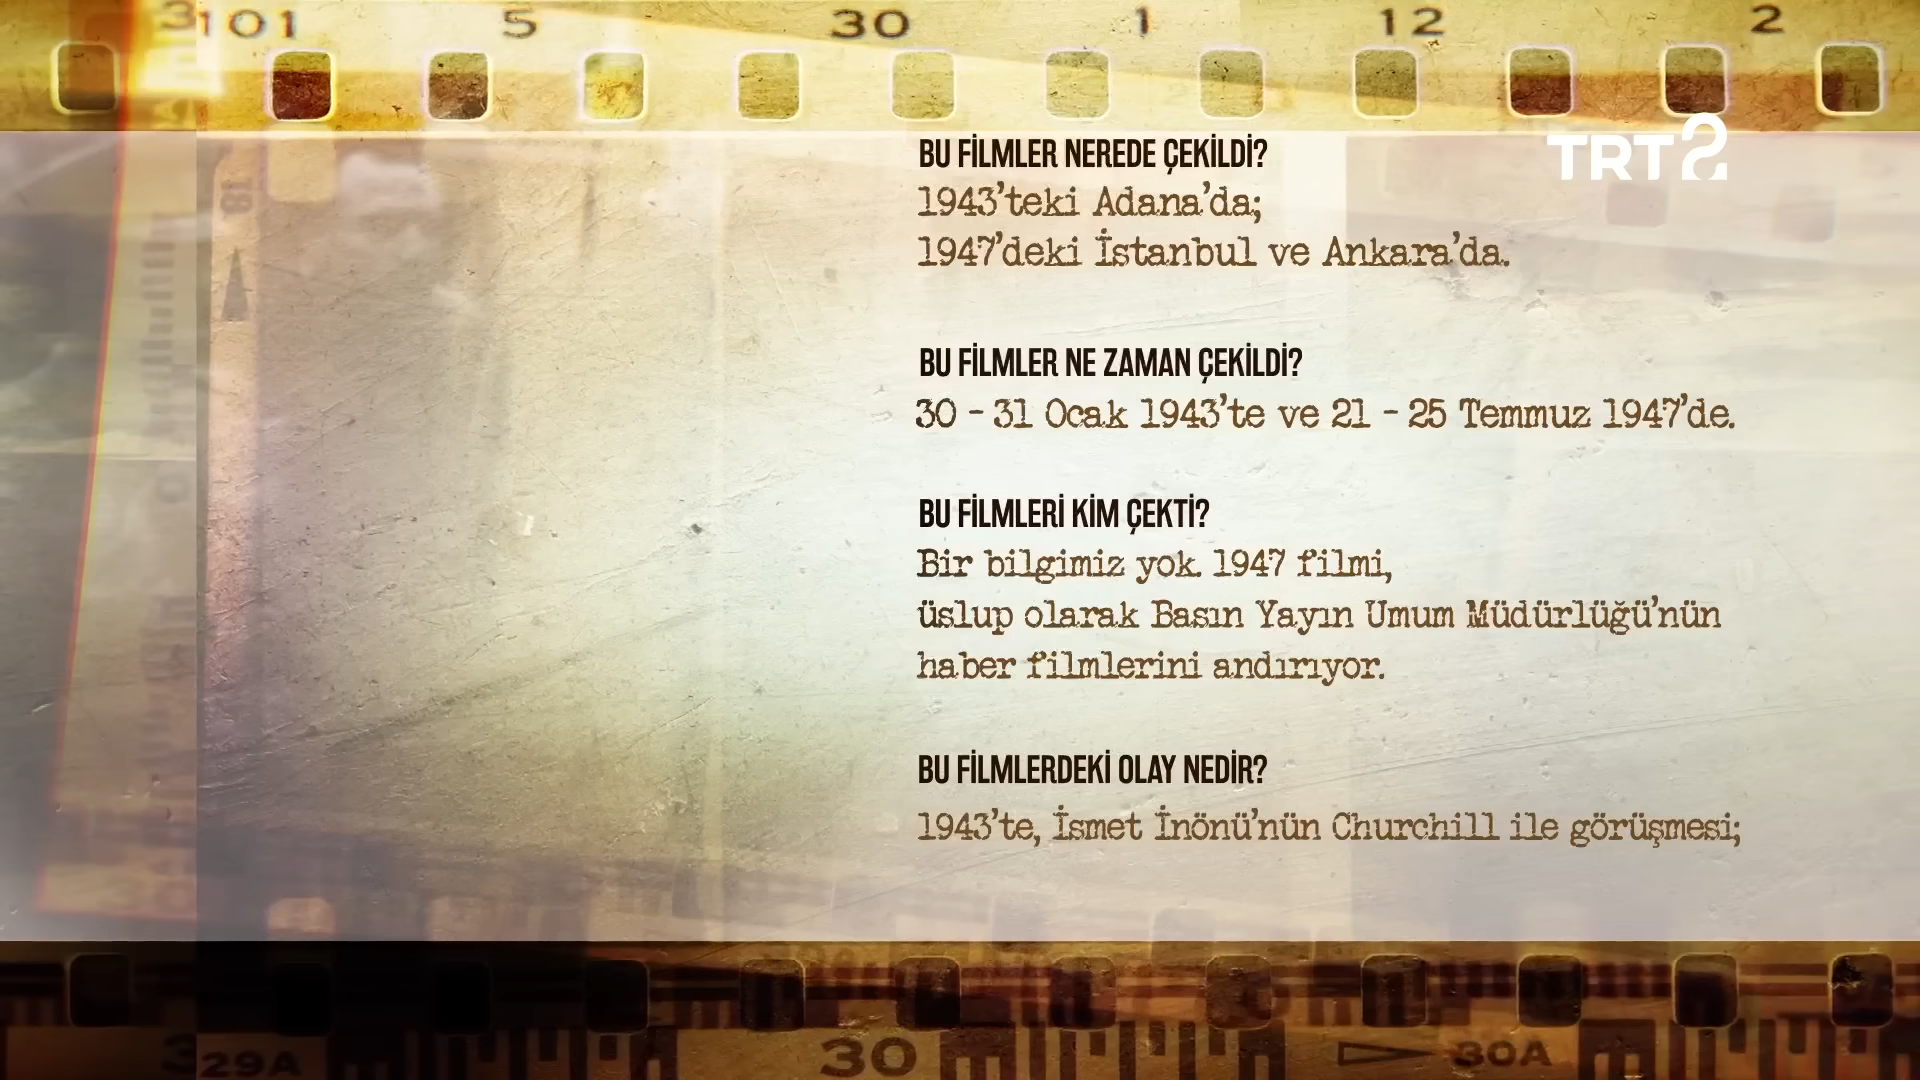 101 5 30 1 12 2
TRT2
BU FİLMLER NEREDE ÇEKİLDİ?
1943'teki Adana'da;
1947'deki İstanbul ve Ankara'da.
BU FİLMLER NE ZAMAN ÇEKİLDİ?
30 - 31 Ocak 1943'te ve 21 - 25 Temmuz 1947'de.
BU FİLMLERİ KİM ÇEKTİ?
Bir bilgimiz yok. 1947 filmi,
üslup olarak Basın Yayın Umum Müdürlüğü'nün
haber filmlerini andırıyor.
BU FİLMLERDEKİ OLAY NEDİR?
1943'te, İsmet İnönü'nün Churchill ile görüşmesi;
29A 30 30A